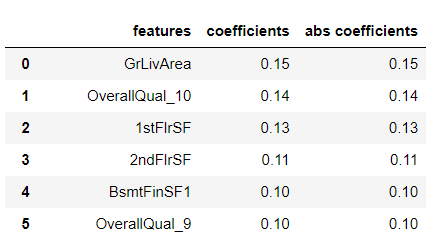 features coefficients abs coefficients
0 GrLivArea 0.15 0.15
1 OverallQual_10 0.14 0.14
2 1stFlrSF 0.13 0.13
3 2ndFlrSF 0.11 0.11
4 BsmtFinSF1 0.10 0.10
5 OverallQual_9 0.10 0.10